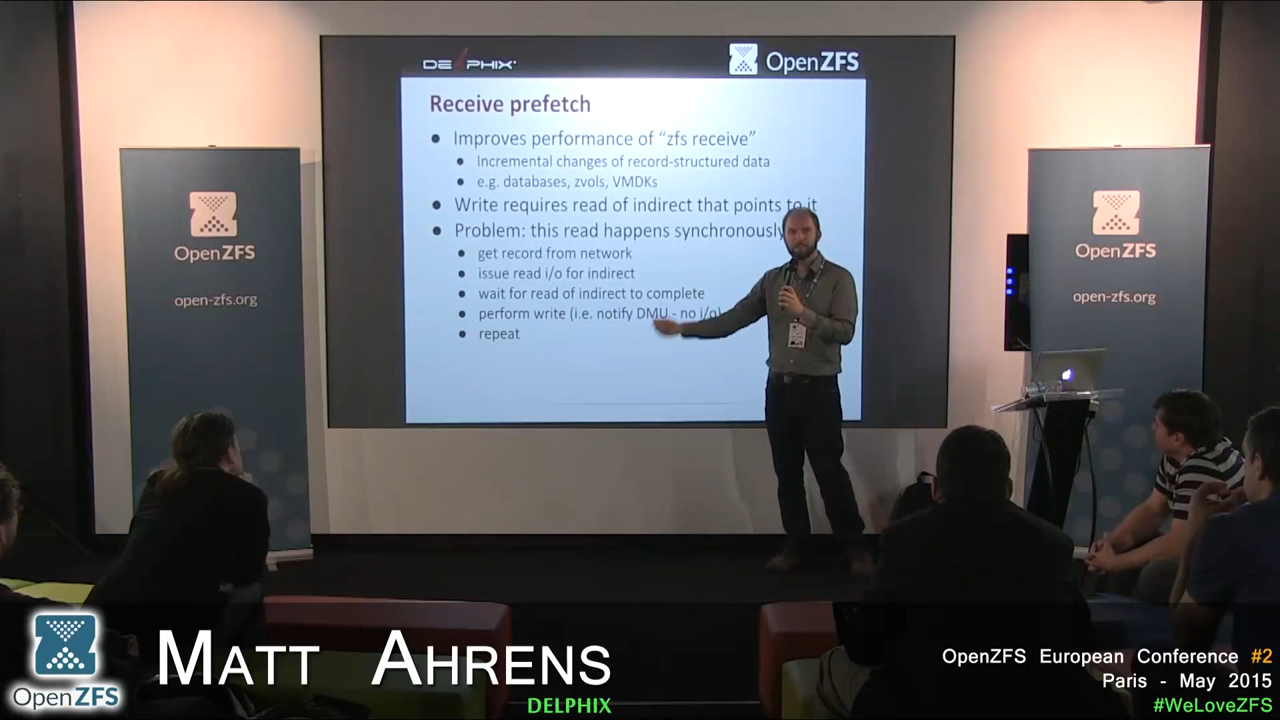 DELPHIX
OpenZFS
Receive prefetch
• Improves performance of “zfs receive”
• Incremental changes of record-structured data
• e.g. databases, zvols, VMDKs
• Write requires read of indirect that points to it
• Problem: this read happens synchronously
• get record from network
• issue read i/o for indirect
• wait for read of indirect to complete
• perform write (i.e. notify DMU - no i/o)
• repeat
OpenZFS
open-zfs.org
OpenZFS
open-zfs.org
OpenZFS
MATT AHRENS
DELPHIX
OpenZFS European Conference #2
Paris - May 2015
#WeLoveZFS